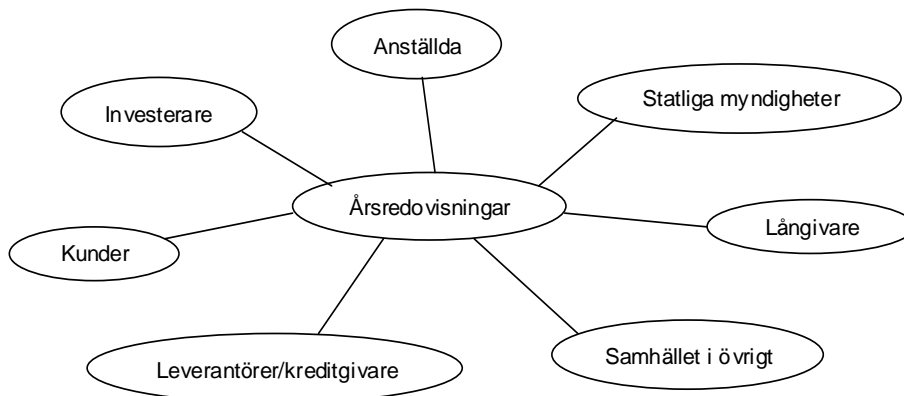 Anställda
Investerare
Statliga myndigheter
Årsredovisningar
Kunder
Långivare
Leverantörer/kreditgivare
Samhället i övrigt